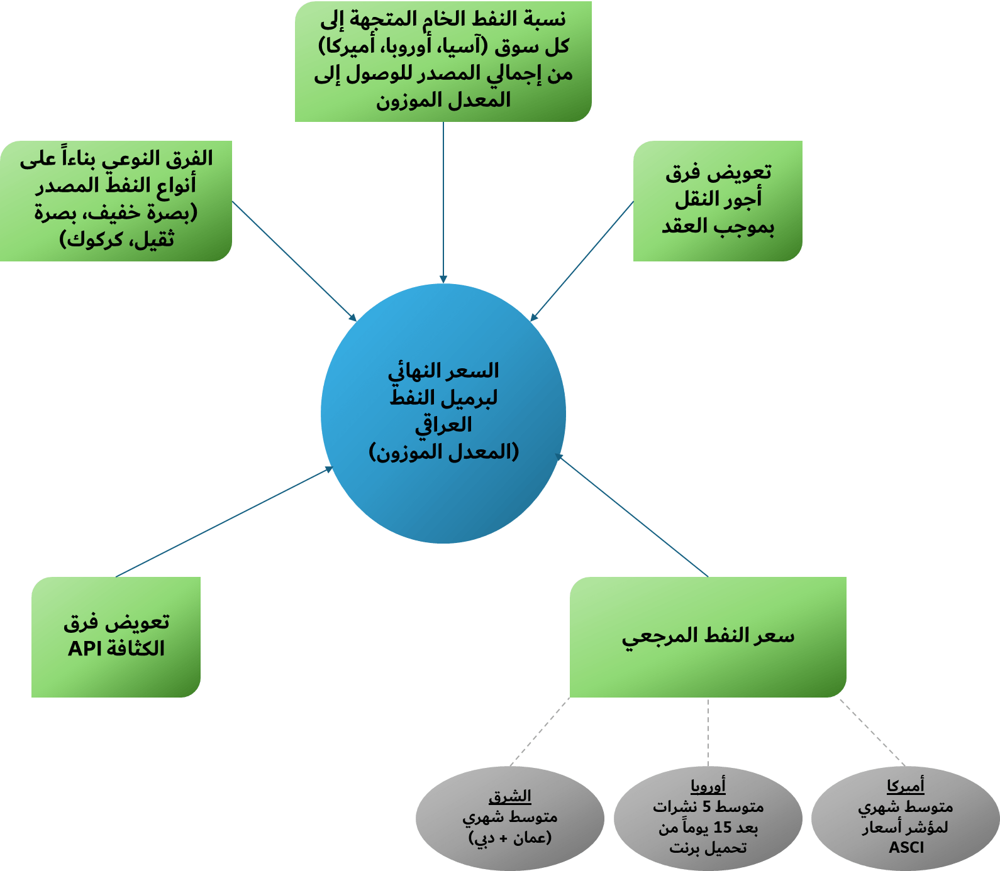 نسبة النفط الخام المتجهة إلى
كل سوق (آسيا، أوروبا، أميركا)
من إجمالي المصدر للوصول إلى
المعدل الموزون
تعويض فرق
أجور النقل
بموجب العقد
الفرق النوعي بناءاً على
أنواع النفط المصدر
(بصرة خفيف، بصرة
ثقيل، كركوك)
السعر النهائي
لبرميل النفط
العراقي
(المعدل الموزون)
سعر النفط المرجعي
تعويض فرق
الكثافة API
أميركا
متوسط شهري
لمؤشر أسعار
ASCI
أوروبا
متوسط 5 نشرات
بعد 15 يوماً من
تحميل برنت
الشرق
متوسط شهري
(عمان + دبي)